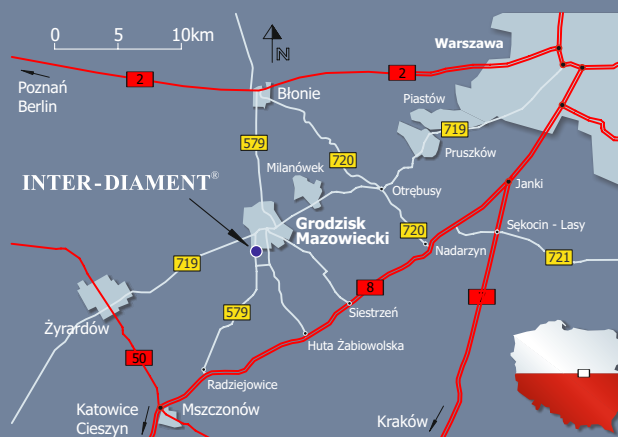 0 10km
N
Warszawa
2
2
Poznań
Berlin
Błonie
Piastów
719
579
Pruszków
720
Milanówek
INTER-DIAMENT®
Otrębusy
Janki
Grodzisk
Mazowiecki
720
Sękocin - Lasy
Nadarzyn
719
721
8
579
Siestrzeń
Żyrardów
Huta Żabiowolska
50
Radziejowice
Katowice
Cieszyn
Mszczonów
Kraków